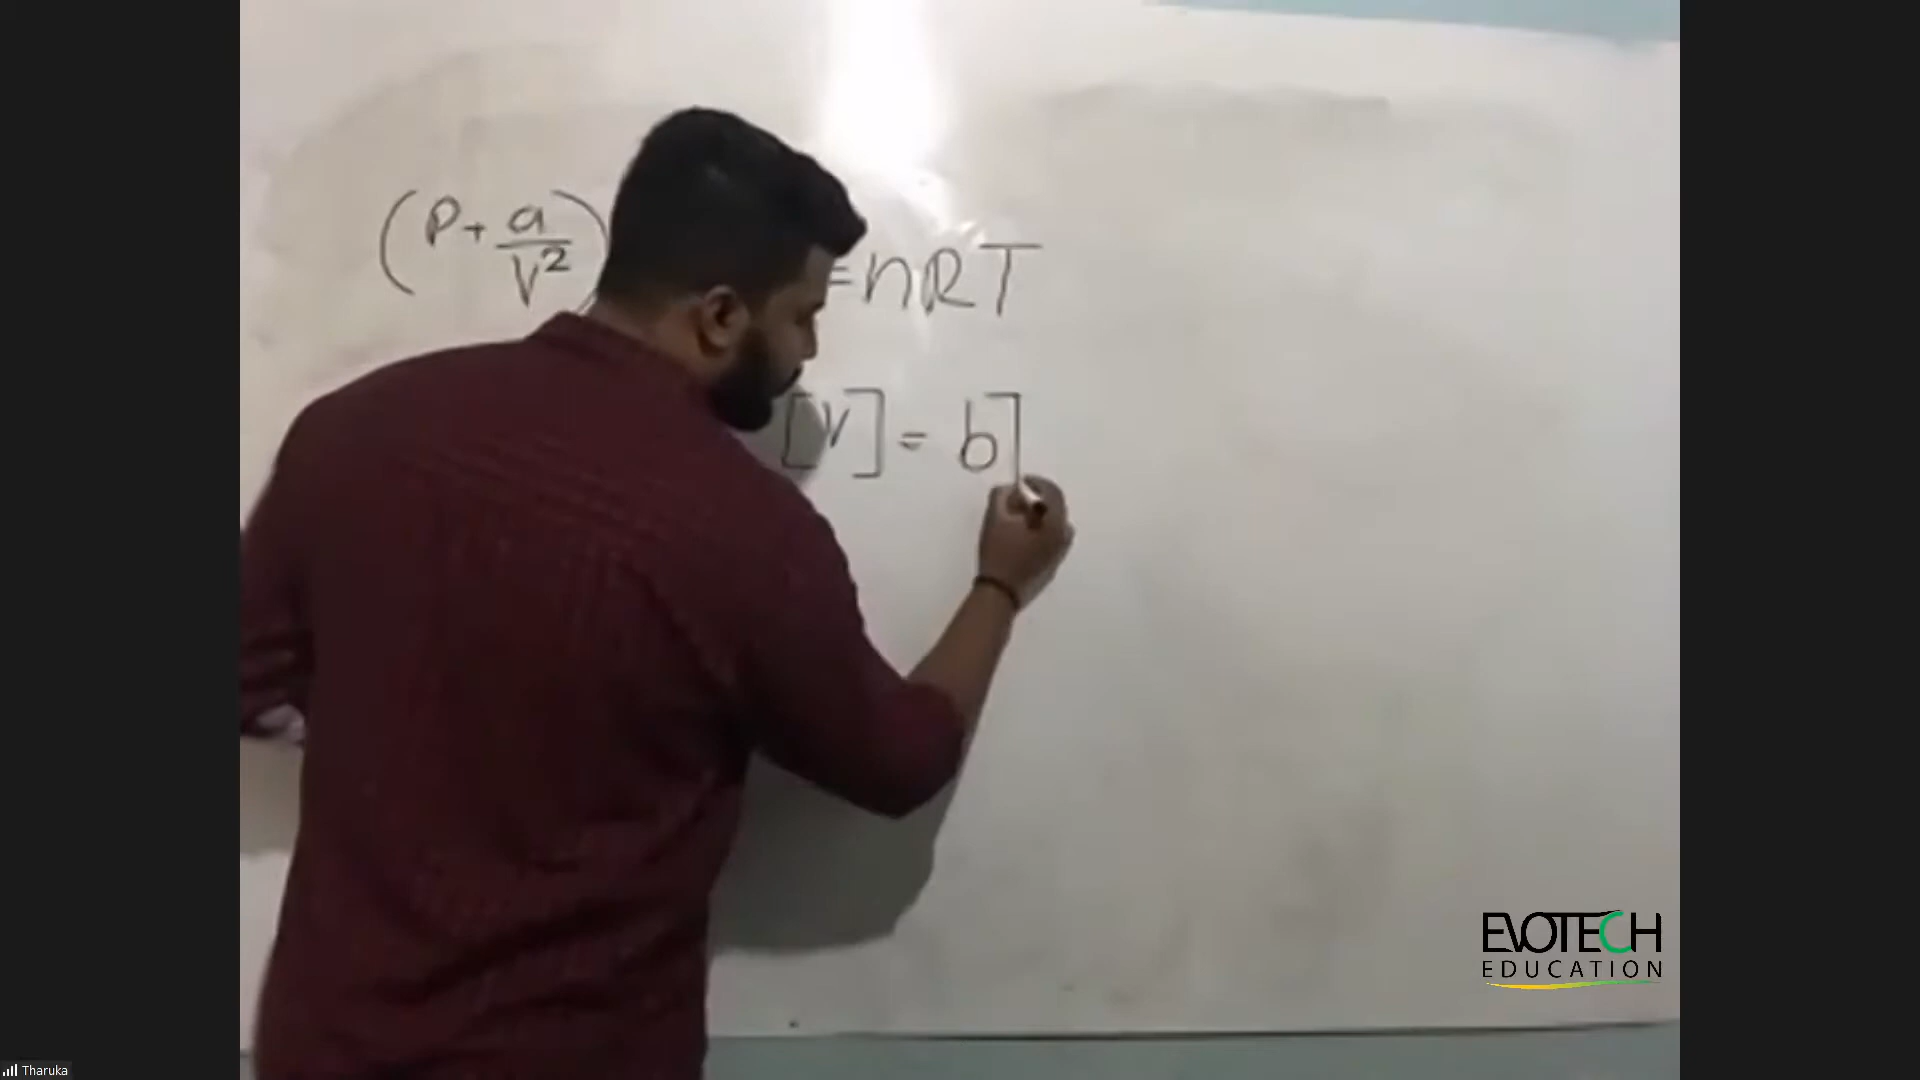 (P + a/V²) = nRT
[V] = b]
EVOTECH
EDUCATION
Tharuka